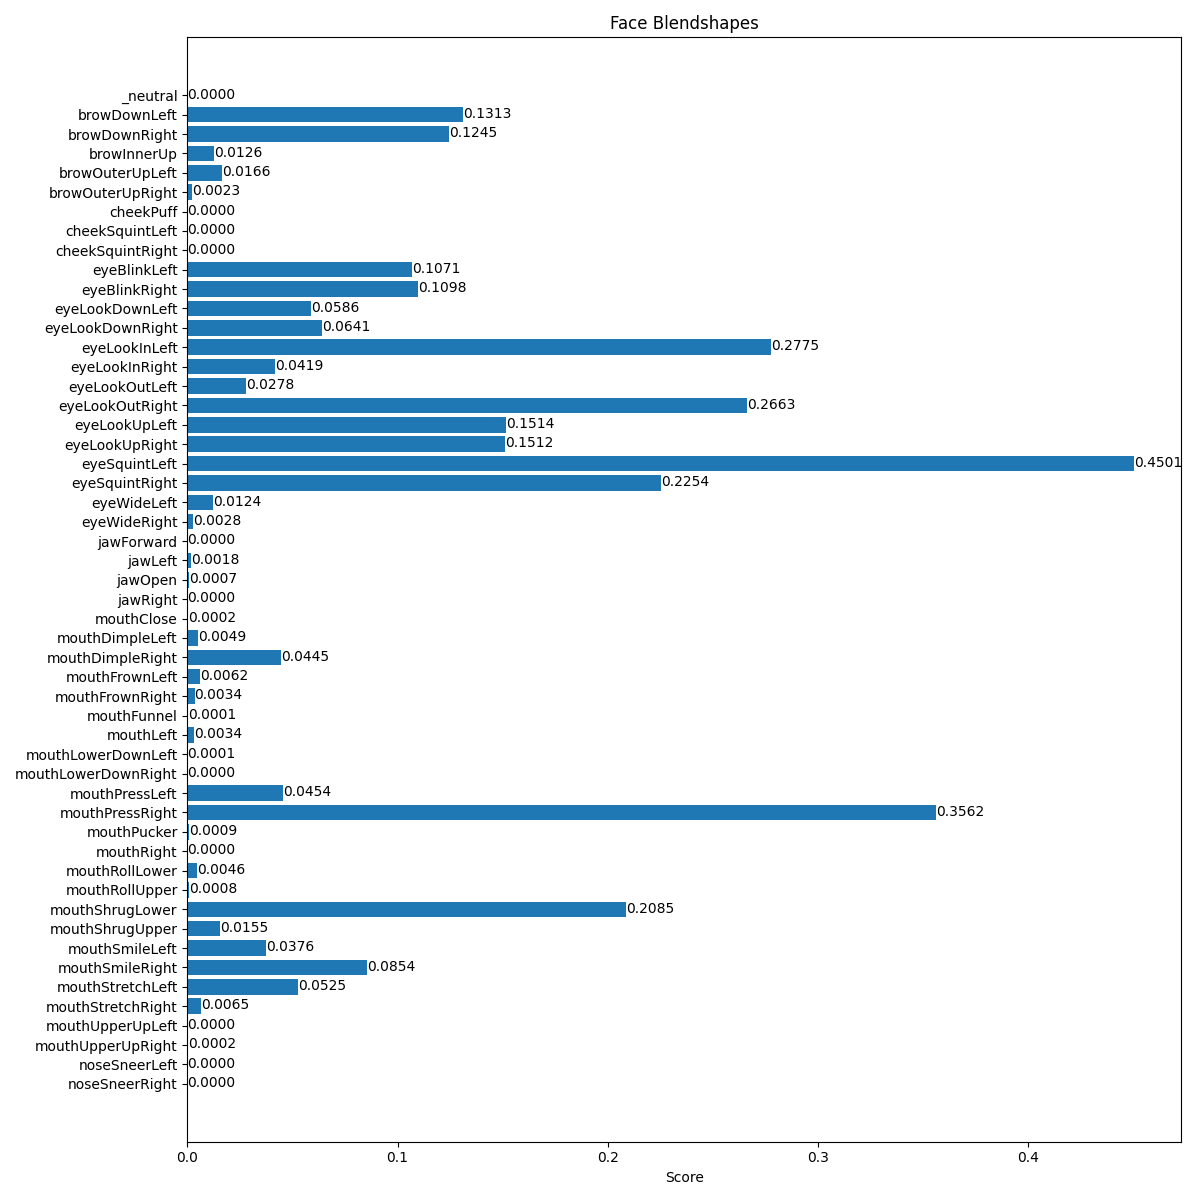 Face Blendshapes
_neutral 0.0000
browDownLeft 0.1313
browDownRight 0.1245
browInnerUp 0.0126
browOuterUpLeft 0.0166
browOuterUpRight 0.0023
cheekPuff 0.0000
cheekSquintLeft 0.0000
cheekSquintRight 0.0000
eyeBlinkLeft 0.1071
eyeBlinkRight 0.1098
eyeLookDownLeft 0.0586
eyeLookDownRight 0.0641
eyeLookInLeft 0.2775
eyeLookInRight 0.0419
eyeLookOutLeft 0.0278
eyeLookOutRight 0.2663
eyeLookUpLeft 0.1514
eyeLookUpRight 0.1512
eyeSquintLeft 0.4501
eyeSquintRight 0.2254
eyeWideLeft 0.0124
eyeWideRight 0.0028
jawForward 0.0000
jawLeft 0.0018
jawOpen 0.0007
jawRight 0.0000
mouthClose 0.0002
mouthDimpleLeft 0.0049
mouthDimpleRight 0.0445
mouthFrownLeft 0.0062
mouthFrownRight 0.0034
mouthFunnel 0.0001
mouthLeft 0.0034
mouthLowerDownLeft 0.0001
mouthLowerDownRight 0.0000
mouthPressLeft 0.0454
mouthPressRight 0.3562
mouthPucker 0.0009
mouthRight 0.0000
mouthRollLower 0.0046
mouthRollUpper 0.0008
mouthShrugLower 0.2085
mouthShrugUpper 0.0155
mouthSmileLeft 0.0376
mouthSmileRight 0.0854
mouthStretchLeft 0.0525
mouthStretchRight 0.0065
mouthUpperUpLeft 0.0000
mouthUpperUpRight 0.0002
noseSneerLeft 0.0000
noseSneerRight 0.0000
0.0 0.1 0.2 0.3 0.4
Score